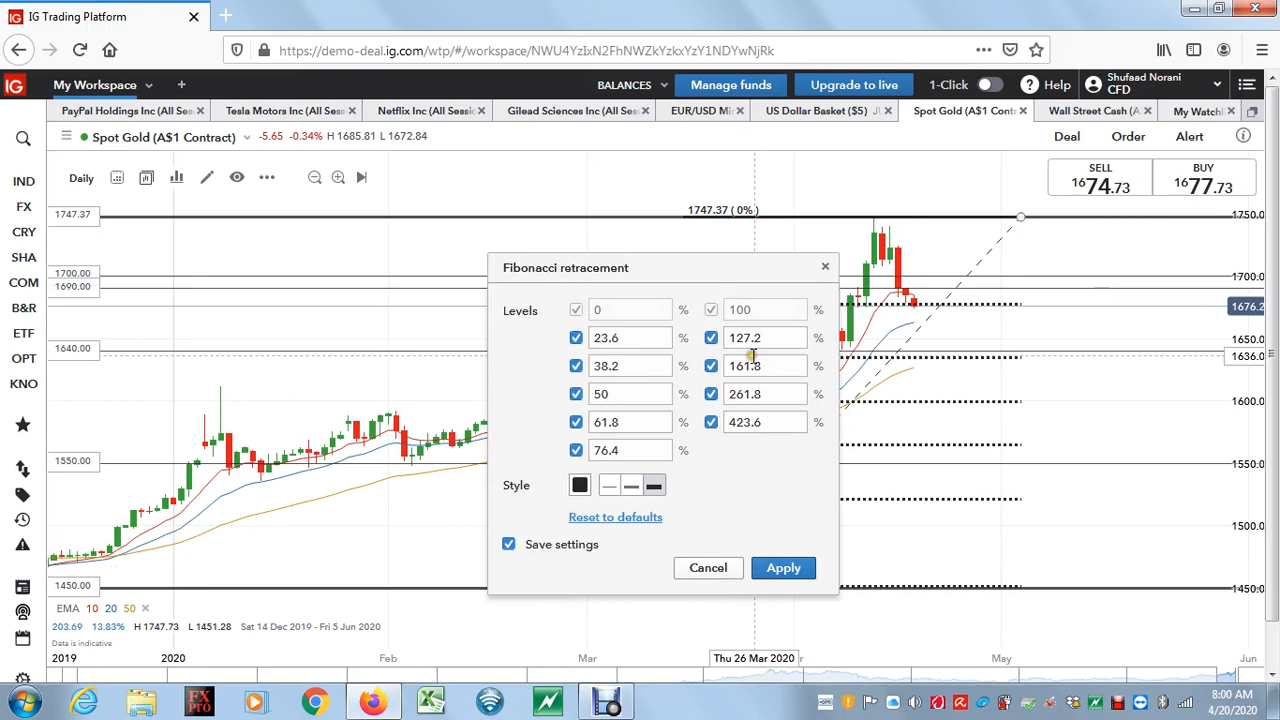 IG Trading Platform
https://demo-deal.ig.com/wtp/#/workspace/NWU4YzIxN2FhNWZkYzkxYzY1NDYwNjRk
IG
My Workspace
BALANCES
Manage funds
Upgrade to live
1-Click
Help
Shufaad Norani
CFD
PayPal Holdings Inc (All Sess
Tesla Motors Inc (All Sessi
Netflix Inc (All Sessic
Gilead Sciences Inc (All Sess
EUR/USD Mi
US Dollar Basket ($5)
Spot Gold (A$1 Contract)
Wall Street Cash (A
My Watchl
Spot Gold (A$1 Contract) -5.65 -0.34% H 1685.81 L 1672.84
Deal Order Alert
Daily
SELL
1674.73
BUY
1677.73
IND
FX
CRY
SHA
COM
B&R
ETF
OPT
1747.37
1700.00
1690.00
1640.00
1550.00
1450.00
1747.37 ( 0% )
Fibonacci retracement
Levels
0 % 100 %
23.6 % 127.2 %
38.2 % 161.8 %
50 % 261.8 %
61.8 % 423.6 %
76.4 %
Style
Reset to defaults
Save settings
Cancel Apply
1750.0
1700.0
1676.2
1650.0
1636.0
1600.0
1550.0
1500.0
1450.0
EMA 10 20 50
203.69 13.83% H 1747.73 L 1451.28 Sat 14 Dec 2019 - Fri 5 Jun 2020
Data is indicative
2019 2020 Feb Mar Thu 26 Mar 2020 May Jun
FX
PRO
8:00 AM
4/20/2020